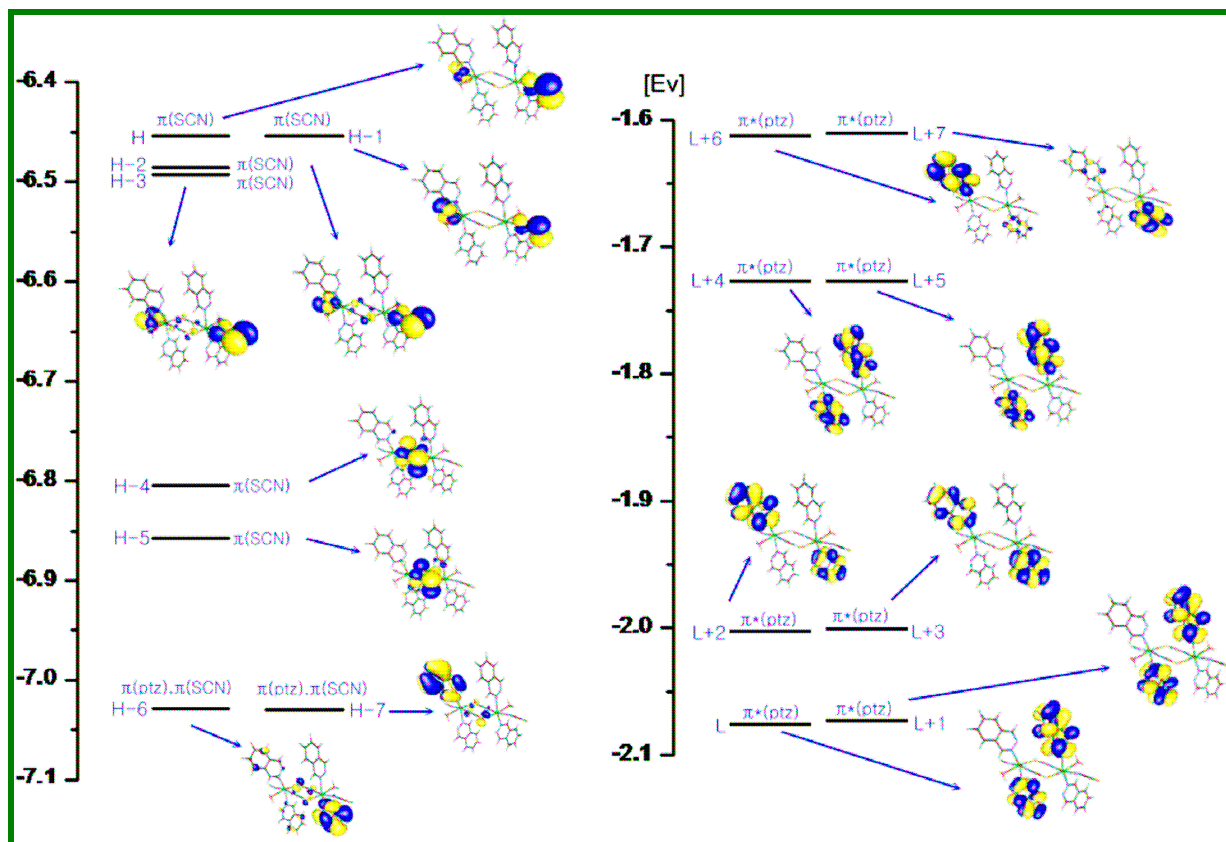 -6.4
π(SCN) π(SCN)
H H-1
H-2 π(SCN)
H-3 π(SCN)
-6.5
-6.6
-6.7
-6.8
H-4 π(SCN)
H-5 π(SCN)
-6.9
-7.0
π(ptz).π(SCN) π(ptz).π(SCN)
H-6 H-7
-7.1
[Ev]
-1.6
π*(ptz) π*(ptz)
L+6 L+7
-1.7
π*(ptz) π*(ptz)
L+4 L+5
-1.8
-1.9
-2.0
π*(ptz) π*(ptz)
L+2 L+3
π*(ptz) π*(ptz)
L L+1
-2.1